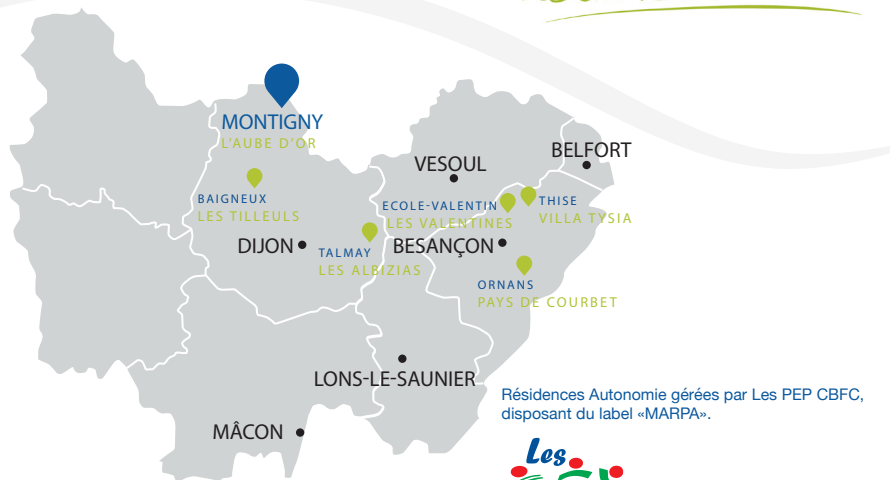 MONTIGNY
L'AUBE D'OR
BELFORT
VESOUL
BAIGNEUX
LES TILLEULS
ECOLE-VALENTIN
LES VALENTINES
THISE
VILLA TYSIA
DIJON
TALMAY
LES ALBIZIAS
BESANÇON
ORNANS
PAYS DE COURBET
LONS-LE-SAUNIER
Résidences Autonomie gérées par Les PEP CBFC,
disposant du label «MARPA».
MÂCON
Les